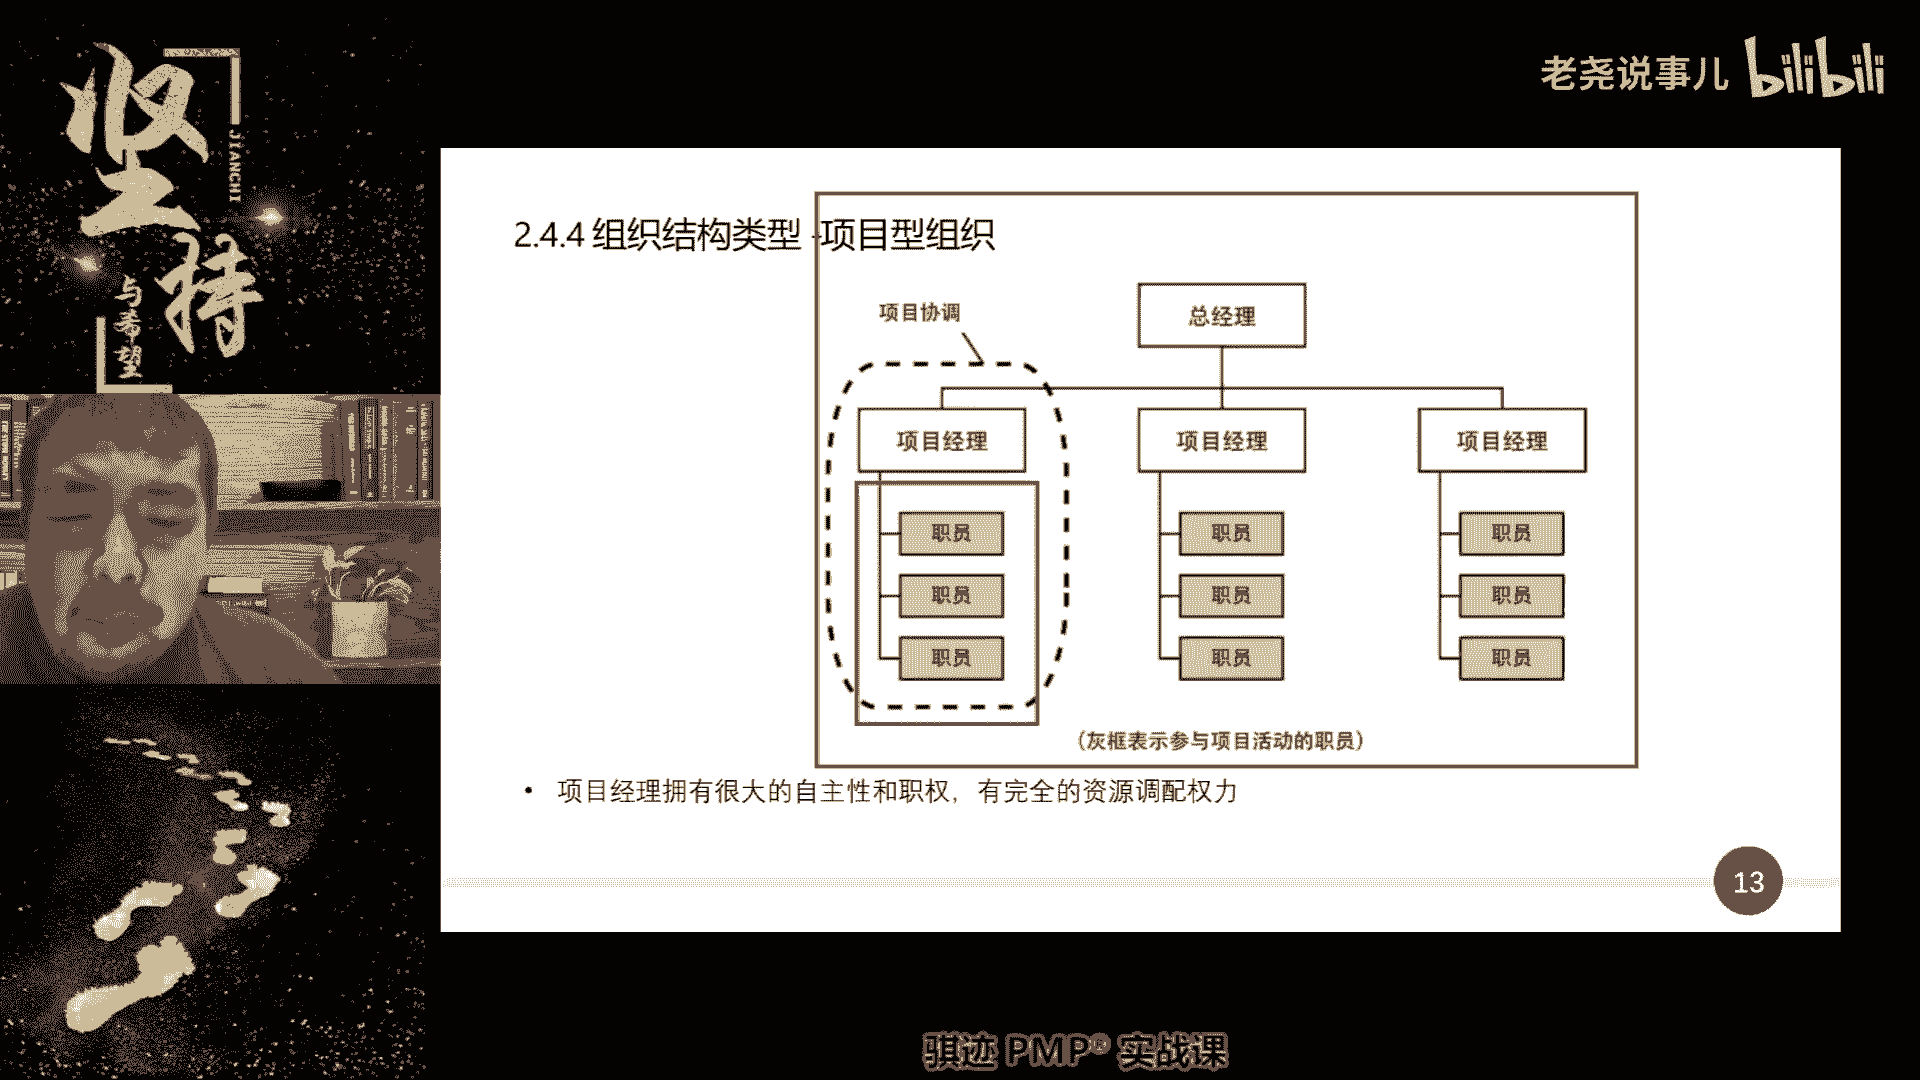 坚持
JIANCHI
与希望
老尧说事儿 bilibili
2.4.4 组织结构类型 -项目型组织
项目协调
总经理
项目经理 项目经理 项目经理
职员 职员 职员
职员 职员 职员
职员 职员 职员
(灰框表示参与项目活动的职员)
• 项目经理拥有很大的自主性和职权，有完全的资源调配权力
13
骐迹 PMP® 实战课